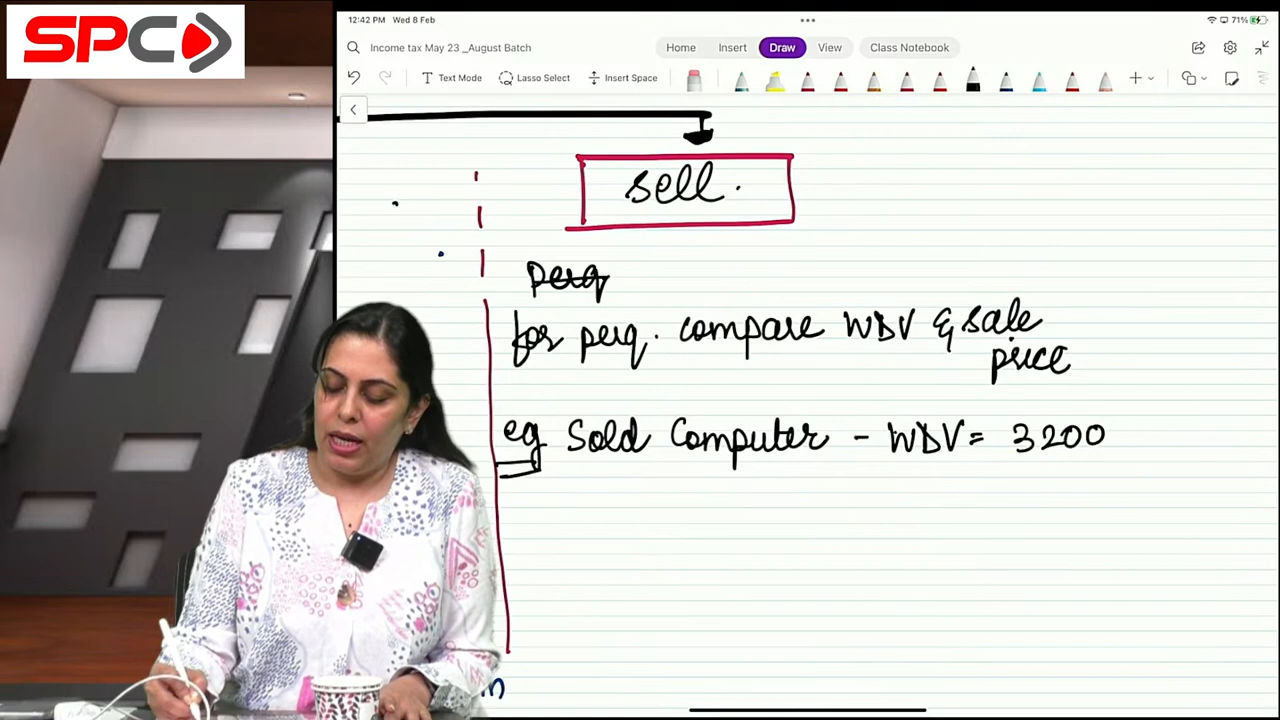 SPC
12:42 PM Wed 8 Feb
71%
Income tax May 23 _August Batch
Home Insert Draw View Class Notebook
Text Mode Lasso Select Insert Space
sell.
perq
for perq. compare WDV & sale
price
eg Sold Computer - WDV = 3200